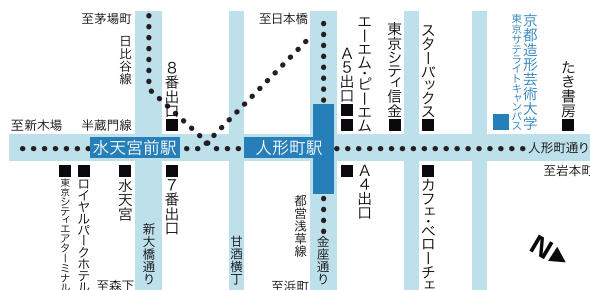 至茅場町
至日本橋
日比谷線
8番出口
A5出口
エーエム・ピーエム
東京シティ信金
スターバックス
京都造形芸術大学
東京サテライトキャンパス
たき書房
至新木場
半蔵門線
水天宮前駅
人形町駅
人形町通り
至岩本町
東京シティエアターミナル
ロイヤルパークホテル
水天宮
7番出口
新大橋通り
甘酒横丁
都営浅草線
金座通り
A4出口
カフェ・ベローチェ
N
至森下
至浜町